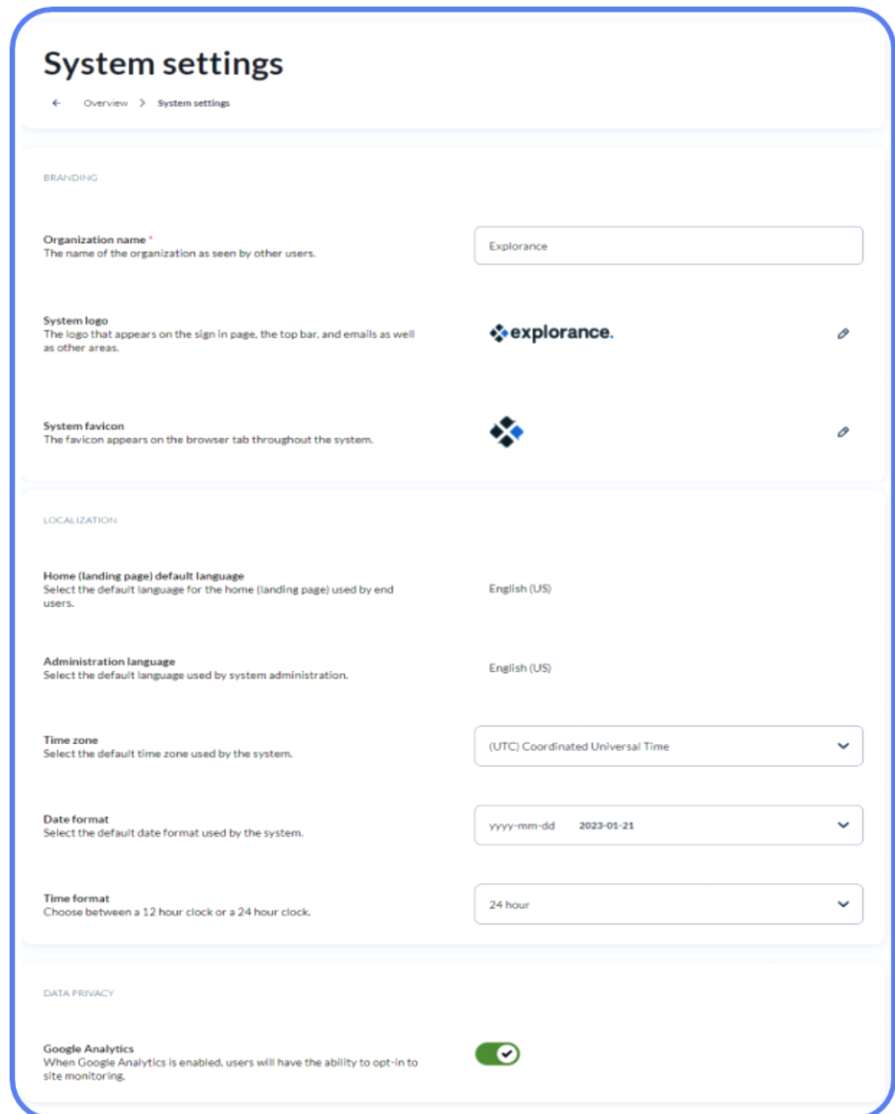 System settings
Overview > System settings
BRANDING
Organization name *
The name of the organization as seen by other users.
Explorance
System logo
The logo that appears on the sign in page, the top bar, and emails as well
as other areas.
explorance.
System favicon
The favicon appears on the browser tab throughout the system.
LOCALIZATION
Home (landing page) default language
Select the default language for the home (landing page) used by end
users.
English (US)
Administration language
Select the default language used by system administration.
English (US)
Time zone
Select the default time zone used by the system.
(UTC) Coordinated Universal Time
Date format
Select the default date format used by the system.
yyyy-mm-dd 2023-01-21
Time format
Choose between a 12 hour clock or a 24 hour clock.
24 hour
DATA PRIVACY
Google Analytics
When Google Analytics is enabled, users will have the ability to opt-in to
site monitoring.